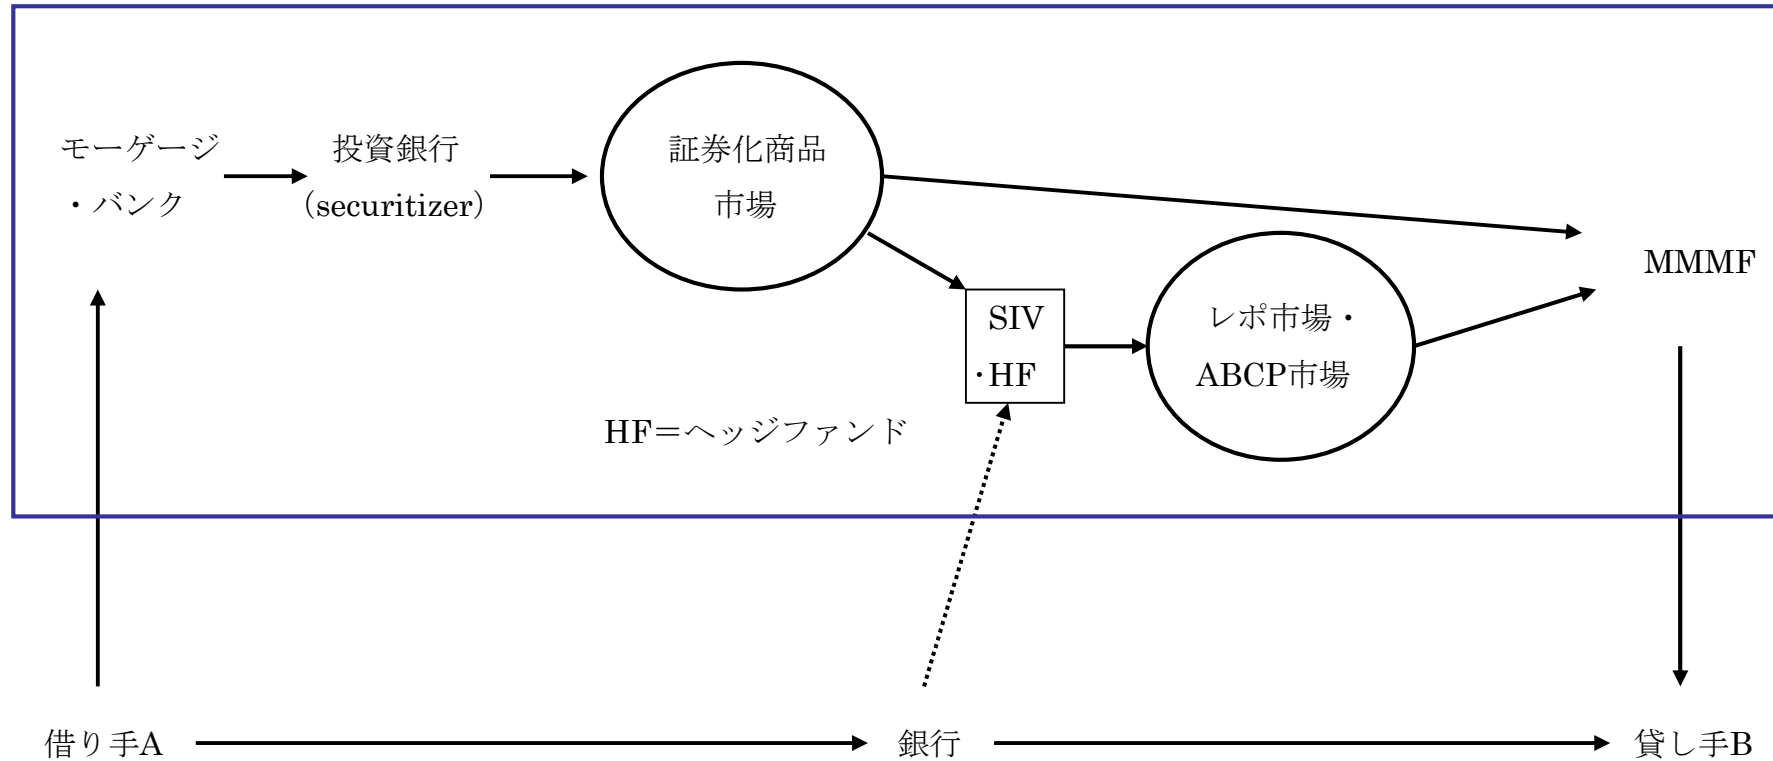 モーゲージ
・バンク
投資銀行
(securitizer)
証券化商品
市場
MMMF
SIV
・HF
レポ市場・
ABCP市場
HF＝ヘッジファンド
借り手A
銀行
貸し手B